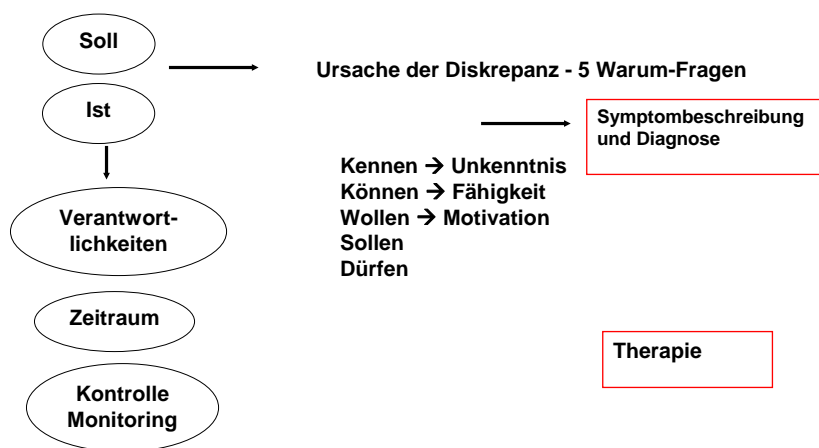 Soll
Ursache der Diskrepanz - 5 Warum-Fragen
Ist
Symptombeschreibung
und Diagnose
Kennen → Unkenntnis
Können → Fähigkeit
Wollen → Motivation
Sollen
Dürfen
Verantwort-
lichkeiten
Zeitraum
Therapie
Kontrolle
Monitoring